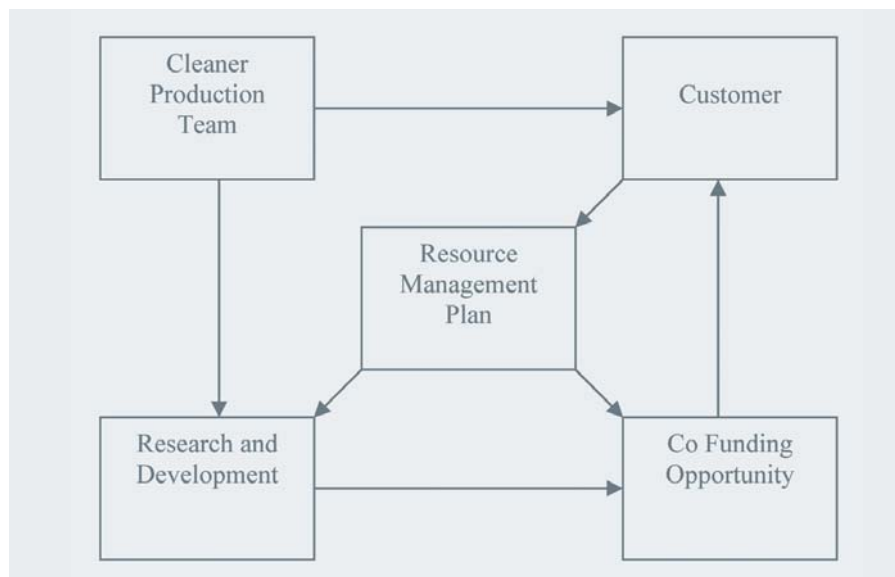 Cleaner
Production
Team
Customer
Resource
Management
Plan
Research and
Development
Co Funding
Opportunity